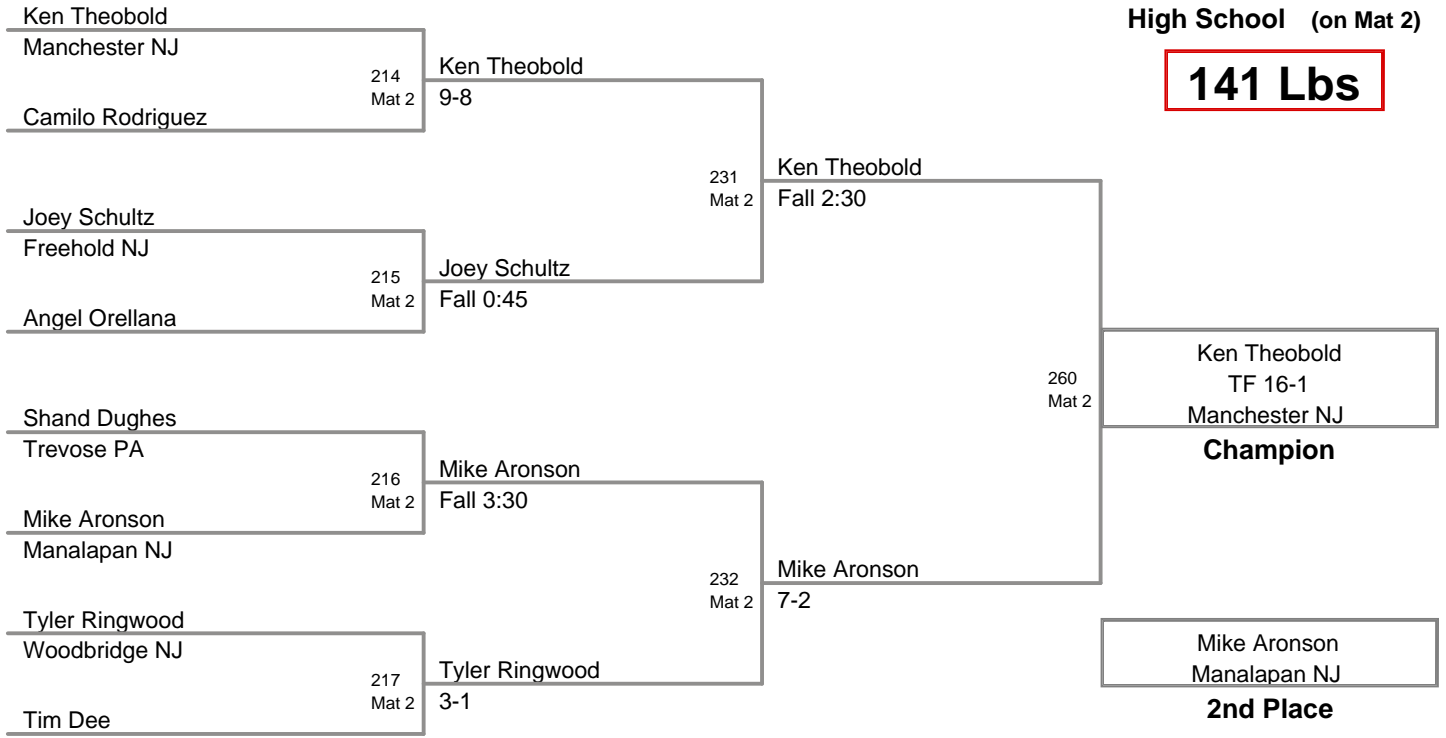 High School (on Mat 2)
141 Lbs
Ken Theobold
Manchester NJ
214
Mat 2
Camilo Rodriguez
Ken Theobold
9-8
Joey Schultz
Freehold NJ
215
Mat 2
Angel Orellana
Joey Schultz
Fall 0:45
231
Mat 2
Ken Theobold
Fall 2:30
Shand Dughes
Trevose PA
216
Mat 2
Mike Aronson
Manalapan NJ
Mike Aronson
Fall 3:30
Tyler Ringwood
Woodbridge NJ
217
Mat 2
Tim Dee
Tyler Ringwood
3-1
232
Mat 2
Mike Aronson
7-2
260
Mat 2
Ken Theobold
TF 16-1
Manchester NJ
Champion
Mike Aronson
Manalapan NJ
2nd Place